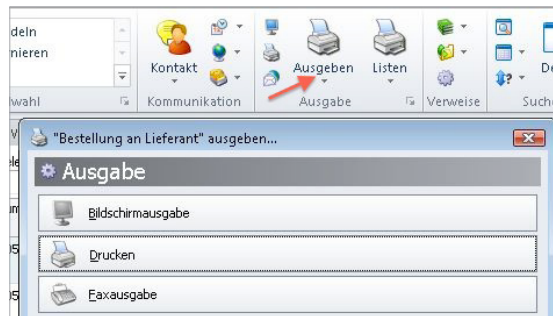 deln
nieren
Kontakt
Ausgeben
Listen
wahl
Kommunikation
Ausgabe
Verweise
Such
"Bestellung an Lieferant" ausgeben...
Ausgabe
Bildschirmausgabe
Drucken
Faxausgabe